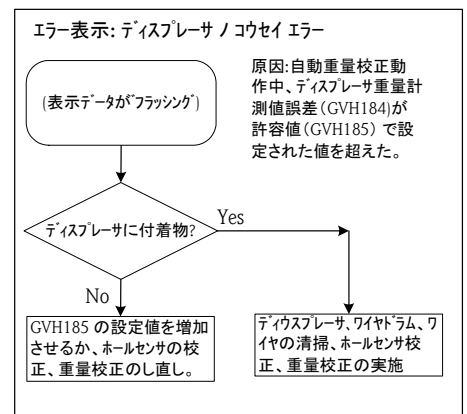 エラー表示: ディスプレーサ ノ コウセイ エラー
原因:自動重量校正動
作中、ディスプレーサ重量計
測値誤差(GVH184)が
許容値(GVH185) で設
定された値を超えた。
(表示データがフラッシング)
ディスプレーサに付着物?
Yes
No
GVH185 の設定値を増加
させるか、ホールセンサの校
正、重量校正のし直し。
ディウスプレーサ、ワイヤドラム、ワ
イヤの清掃、ホールセンサ校
正、重量校正の実施